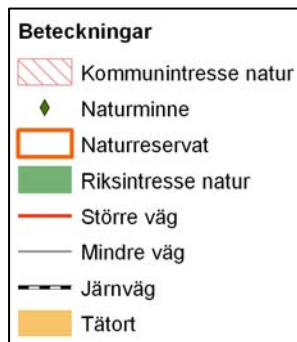 Beteckningar
Kommunintresse natur
Naturminne
Naturreservat
Riksintresse natur
Större väg
Mindre väg
Järnväg
Tätort